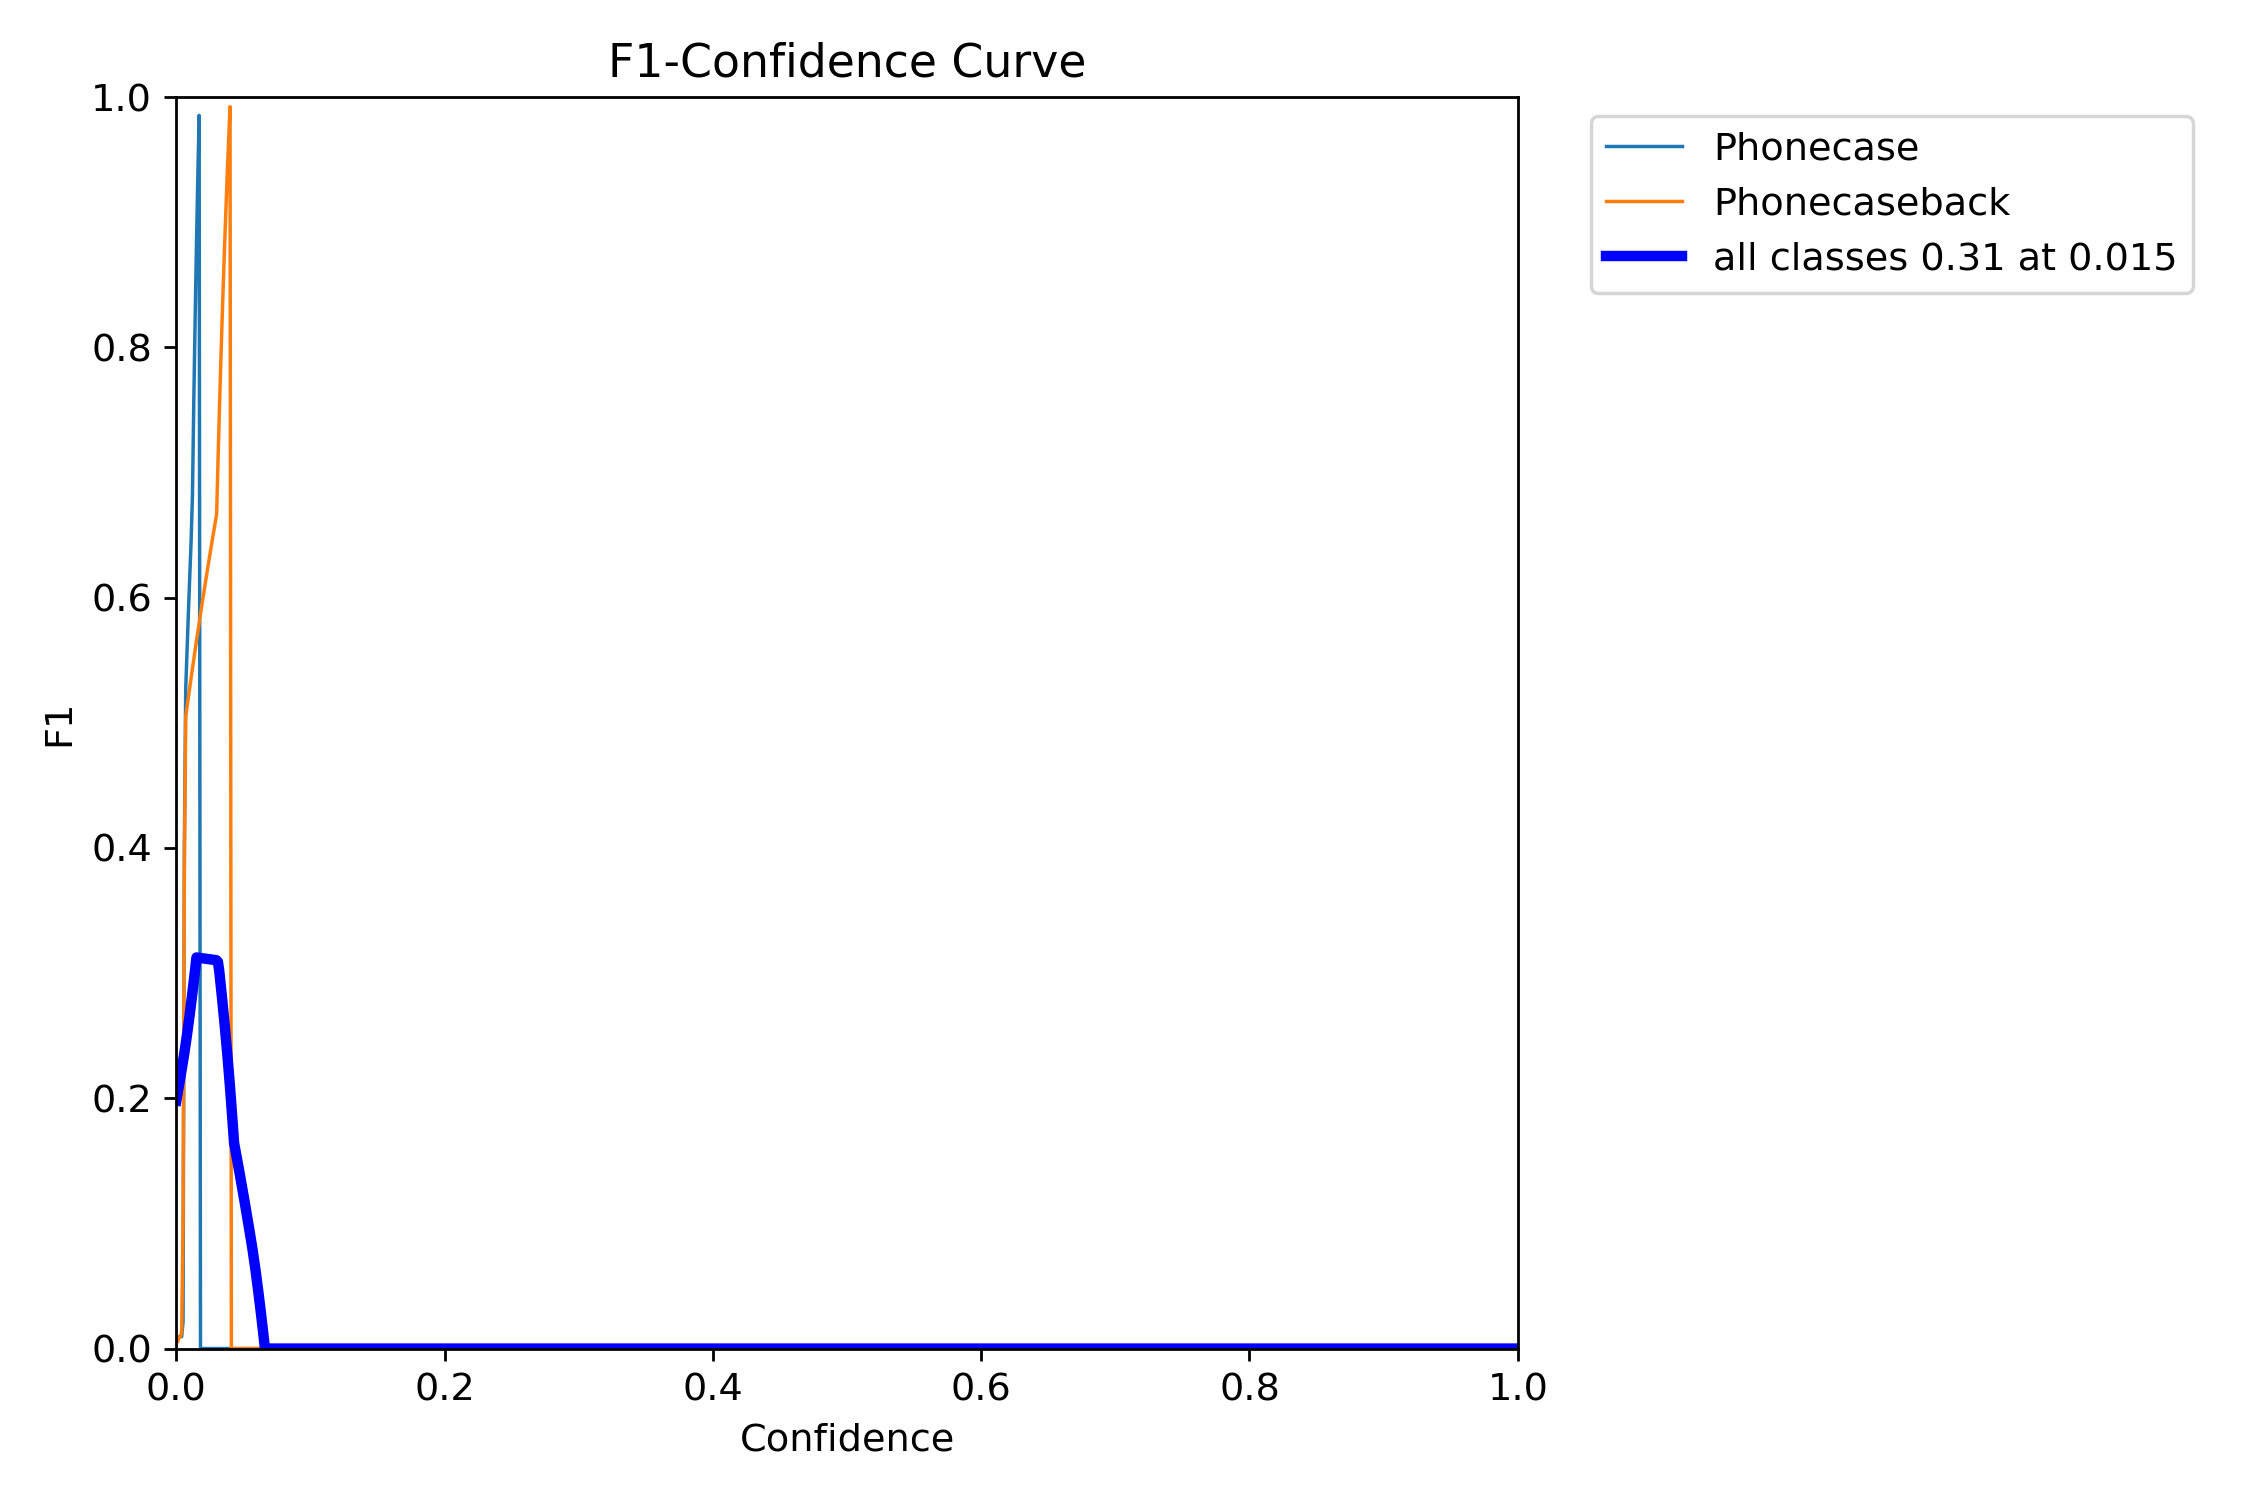 F1-Confidence Curve
1.0
0.8
0.6
0.4
0.2
0.0
F1
0.0 0.2 0.4 0.6 0.8 1.0
Confidence
Phonecase
Phonecaseback
all classes 0.31 at 0.015